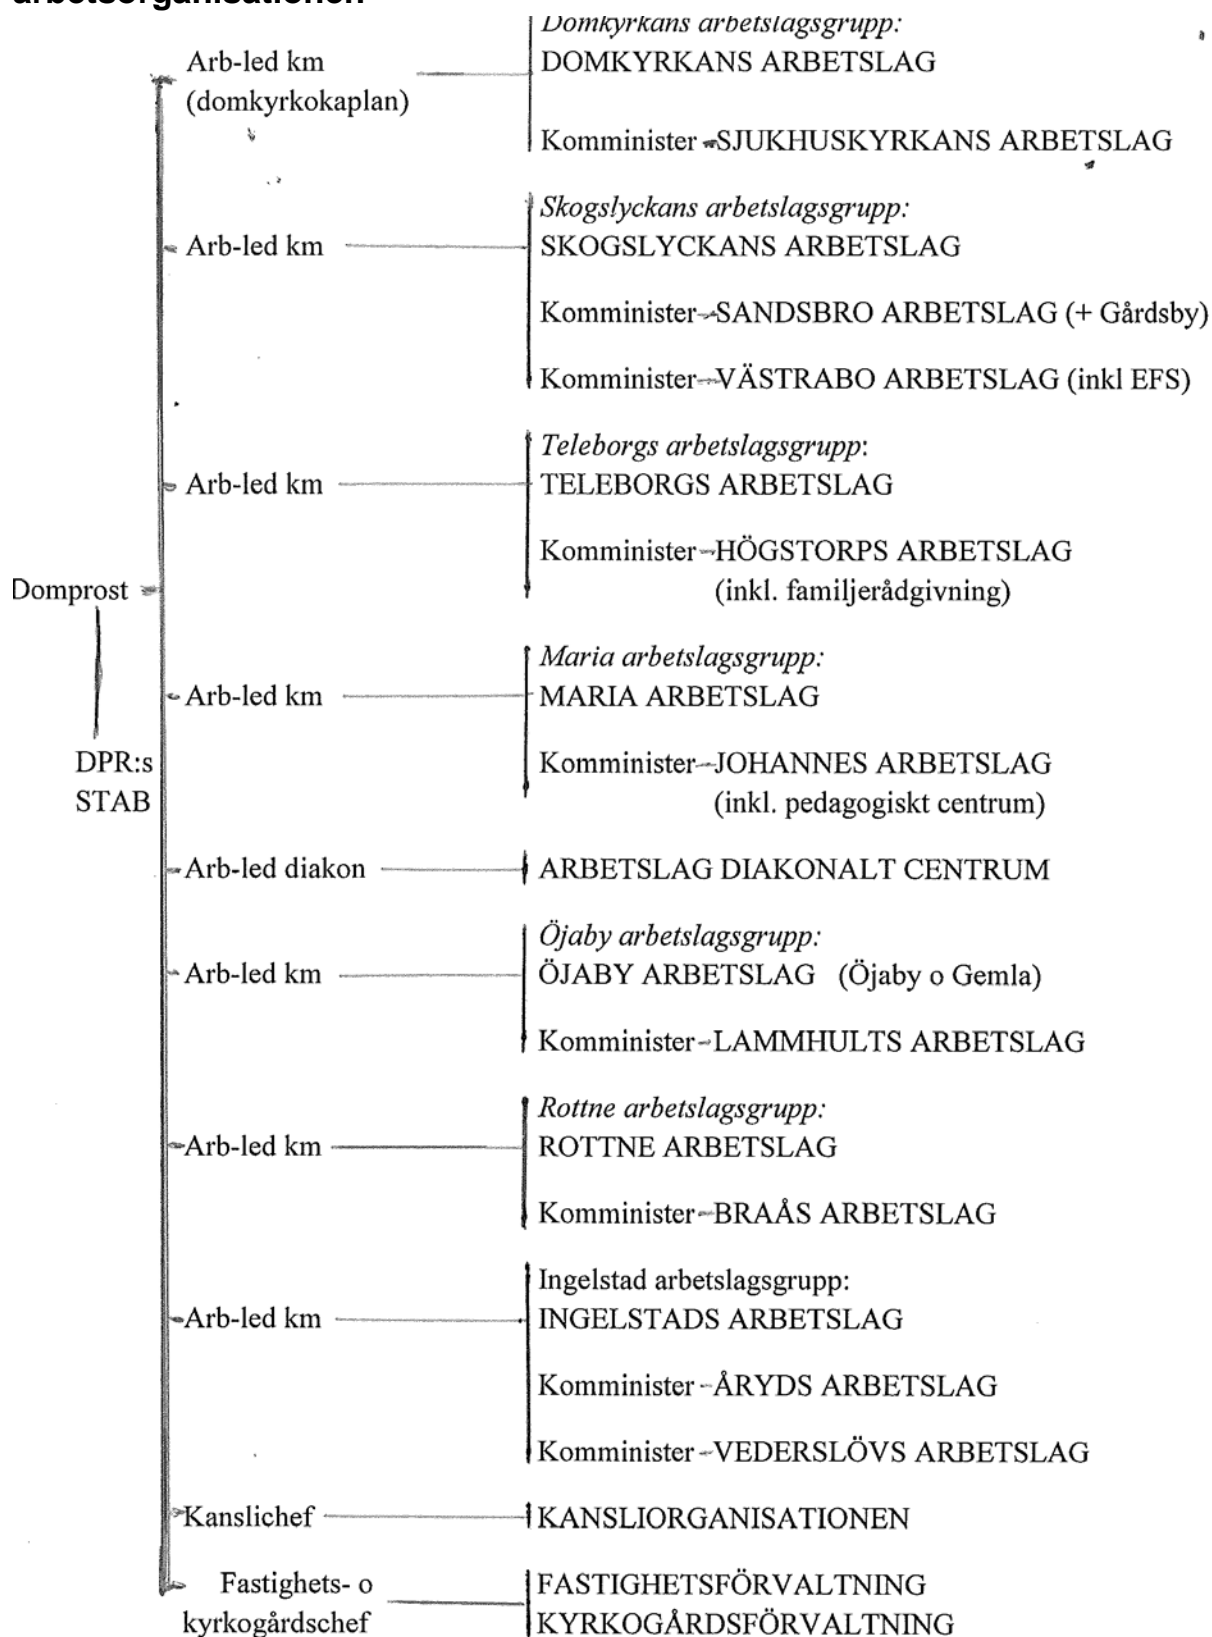 arbetsorganisationen
Domkyrkans arbetslagsgrupp:
Arb-led km DOMKYRKANS ARBETSLAG
(domkyrkokaplan)
Komminister SJUKHUSKYRKANS ARBETSLAG
Skogslyckans arbetslagsgrupp:
Arb-led km SKOGSLYCKANS ARBETSLAG
Komminister SANDSBRO ARBETSLAG (+ Gårdsby)
Komminister VÄSTRABO ARBETSLAG (inkl EFS)
Teleborgs arbetslagsgrupp:
Arb-led km TELEBORGS ARBETSLAG
Komminister HÖGSTORPS ARBETSLAG
Domprost (inkl. familjerådgivning)
Maria arbetslagsgrupp:
Arb-led km MARIA ARBETSLAG
DPR:s Komminister JOHANNES ARBETSLAG
STAB (inkl. pedagogiskt centrum)
Arb-led diakon ARBETSLAG DIAKONALT CENTRUM
Öjaby arbetslagsgrupp:
Arb-led km ÖJABY ARBETSLAG (Öjaby o Gemla)
Komminister LAMMHULTS ARBETSLAG
Rottne arbetslagsgrupp:
Arb-led km ROTTNE ARBETSLAG
Komminister BRAÅS ARBETSLAG
Ingelstad arbetslagsgrupp:
Arb-led km INGELSTADS ARBETSLAG
Komminister ÅRYDS ARBETSLAG
Komminister VEDERSLÖVS ARBETSLAG
Kanslichef KANSLIORGANISATIONEN
Fastighets- o FASTIGHETSFÖRVALTNING
kyrkogårdschef KYRKOGÅRDSFÖRVALTNING